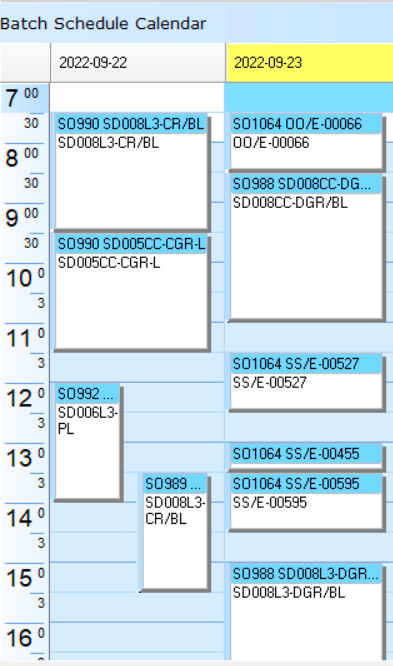 Batch Schedule Calendar
2022-09-22
2022-09-23
7 00
30
8 00
30
9 00
30
10 0
3
11 0
3
12 0
3
13 0
3
14 0
3
15 0
3
16 0
SO990 SD008L3-CR/BL
SD008L3-CR/BL
SO990 SD005CC-CGR-L
SD005CC-CGR-L
SO992 ...
SD006L3-
PL
SO989 ...
SD008L3-
CR/BL
SO1064 OO/E-00066
OO/E-00066
SO988 SD008CC-DG...
SD008CC-DGR/BL
SO1064 SS/E-00527
SS/E-00527
SO1064 SS/E-00455
SO1064 SS/E-00595
SS/E-00595
SO988 SD008L3-DGR...
SD008L3-DGR/BL